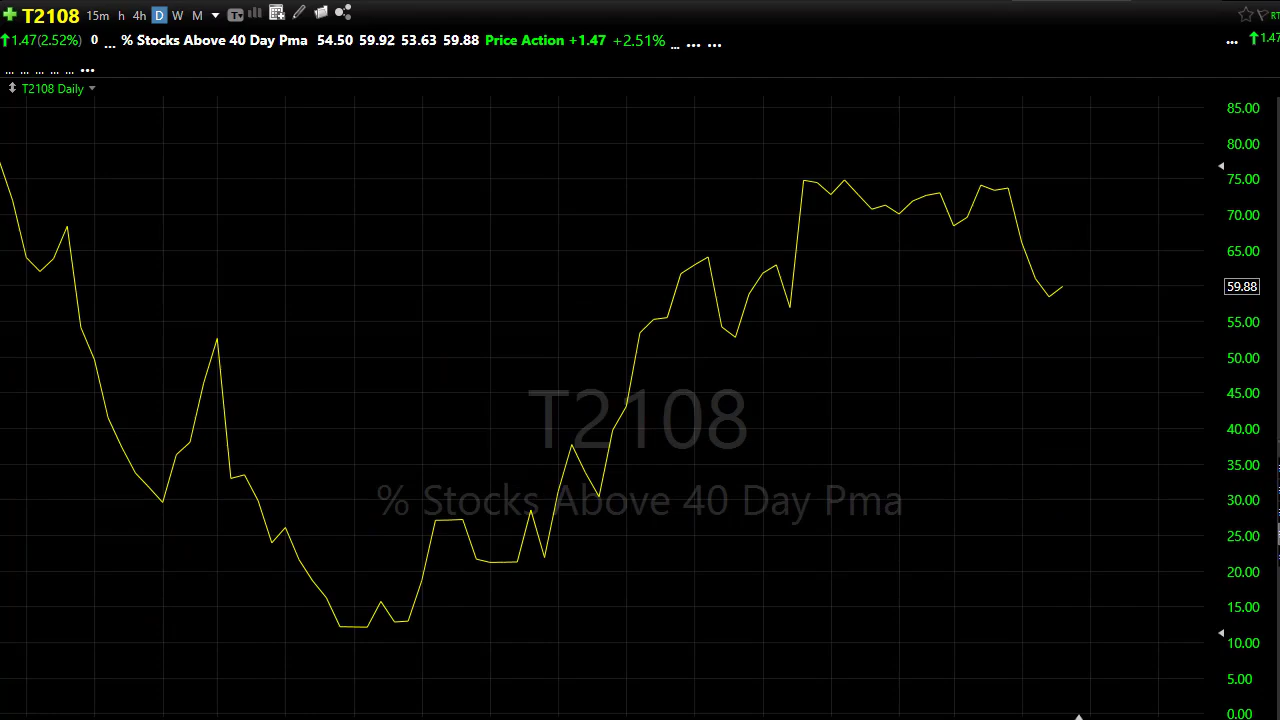 T2108 15m h 4h D W M T
RT
1.47(2.52%) 0 ... % Stocks Above 40 Day Pma 54.50 59.92 53.63 59.88 Price Action +1.47 +2.51% ... ... ...
... 1.47
... ... ... ... ... ...
T2108 Daily
85.00
80.00
75.00
70.00
65.00
59.88
55.00
50.00
45.00
40.00
35.00
30.00
25.00
20.00
15.00
10.00
5.00
0.00
T2108
% Stocks Above 40 Day Pma